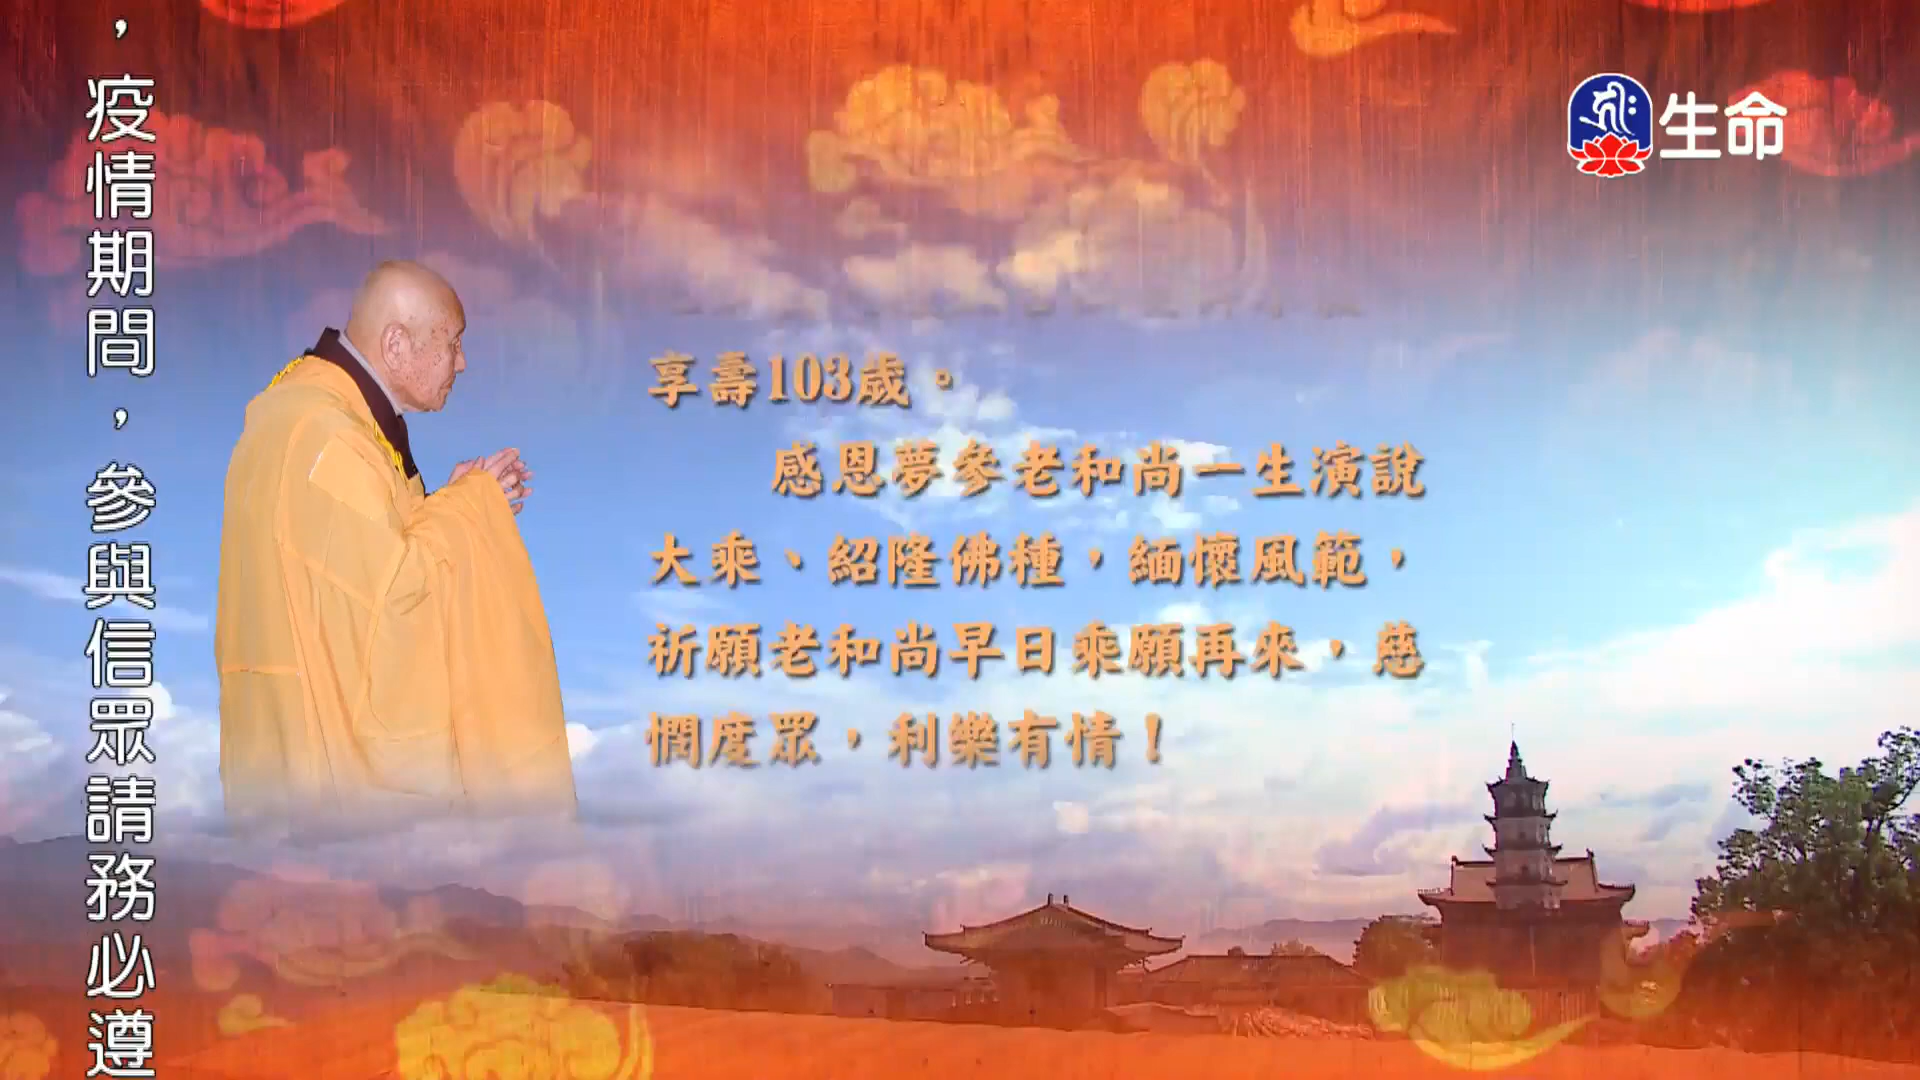 ，疫情期間，參與信眾請務必遵
生命
享壽103歲。
感恩夢參老和尚一生演說
大乘、紹隆佛種，緬懷風範，
祈願老和尚早日乘願再來，慈
憫度眾，利樂有情！